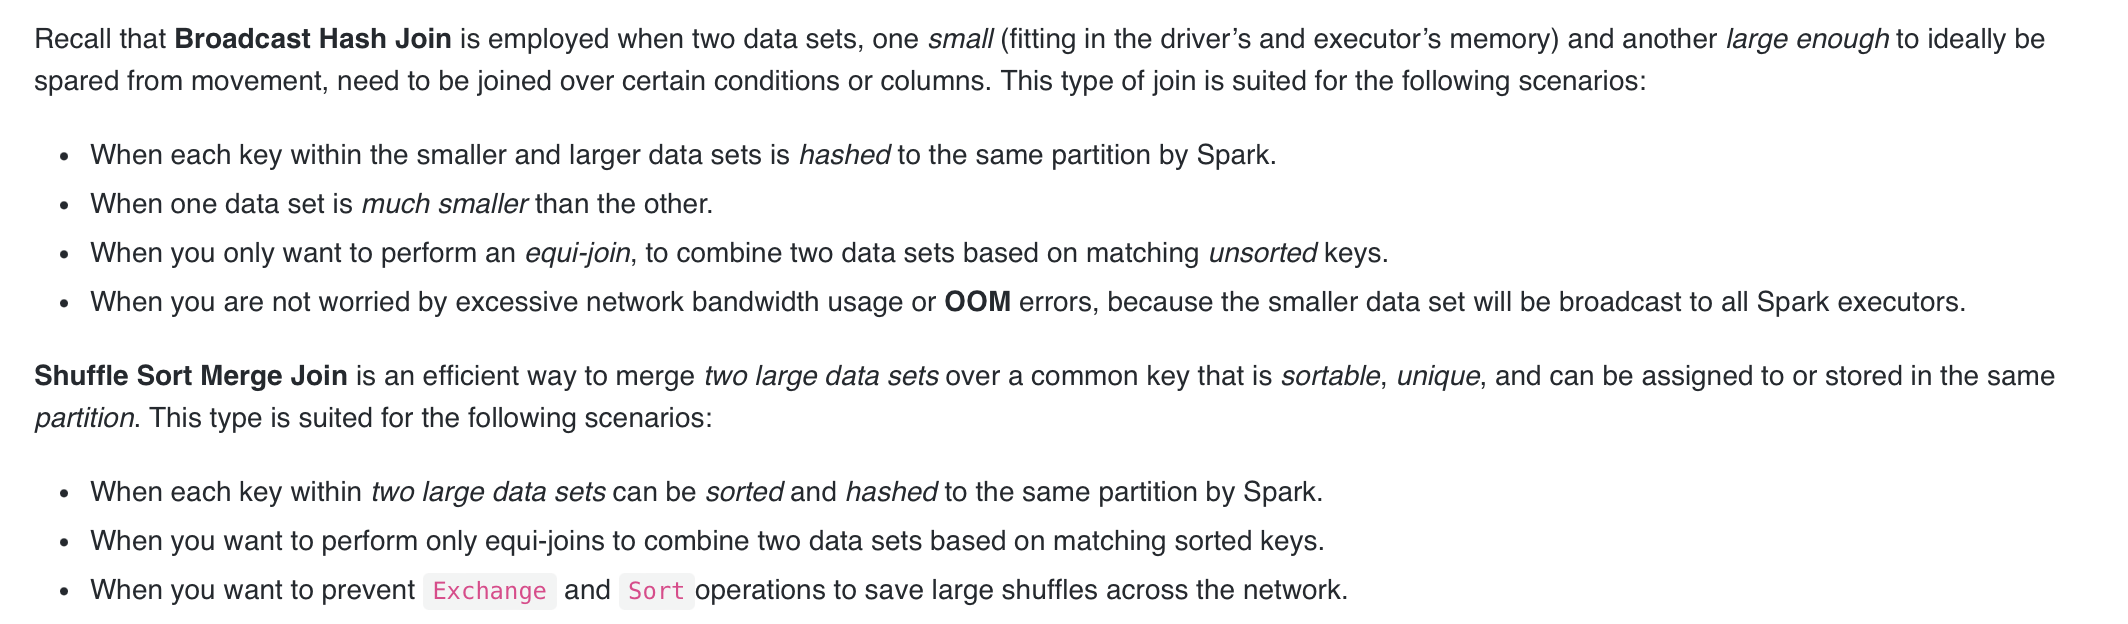 Recall that Broadcast Hash Join is employed when two data sets, one small (fitting in the driver’s and executor’s memory) and another large enough to ideally be
spared from movement, need to be joined over certain conditions or columns. This type of join is suited for the following scenarios:
• When each key within the smaller and larger data sets is hashed to the same partition by Spark.
• When one data set is much smaller than the other.
• When you only want to perform an equi-join, to combine two data sets based on matching unsorted keys.
• When you are not worried by excessive network bandwidth usage or OOM errors, because the smaller data set will be broadcast to all Spark executors.
Shuffle Sort Merge Join is an efficient way to merge two large data sets over a common key that is sortable, unique, and can be assigned to or stored in the same
partition. This type is suited for the following scenarios:
• When each key within two large data sets can be sorted and hashed to the same partition by Spark.
• When you want to perform only equi-joins to combine two data sets based on matching sorted keys.
• When you want to prevent Exchange and Sort operations to save large shuffles across the network.